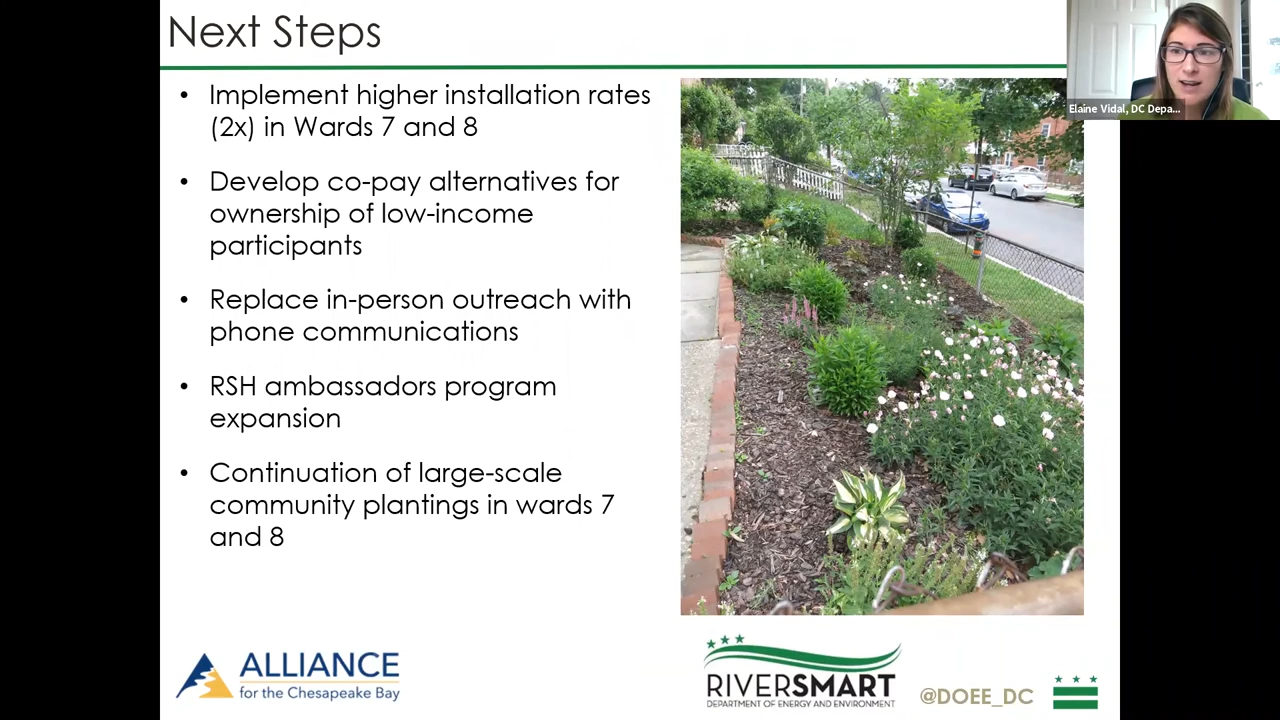 Next Steps
Elaine Vidal, DC Depa...
• Implement higher installation rates
(2x) in Wards 7 and 8
• Develop co-pay alternatives for
ownership of low-income
participants
• Replace in-person outreach with
phone communications
• RSH ambassadors program
expansion
• Continuation of large-scale
community plantings in wards 7
and 8
ALLIANCE
for the Chesapeake Bay
RIVERSMART
DEPARTMENT OF ENERGY AND ENVIRONMENT
@DOEE_DC